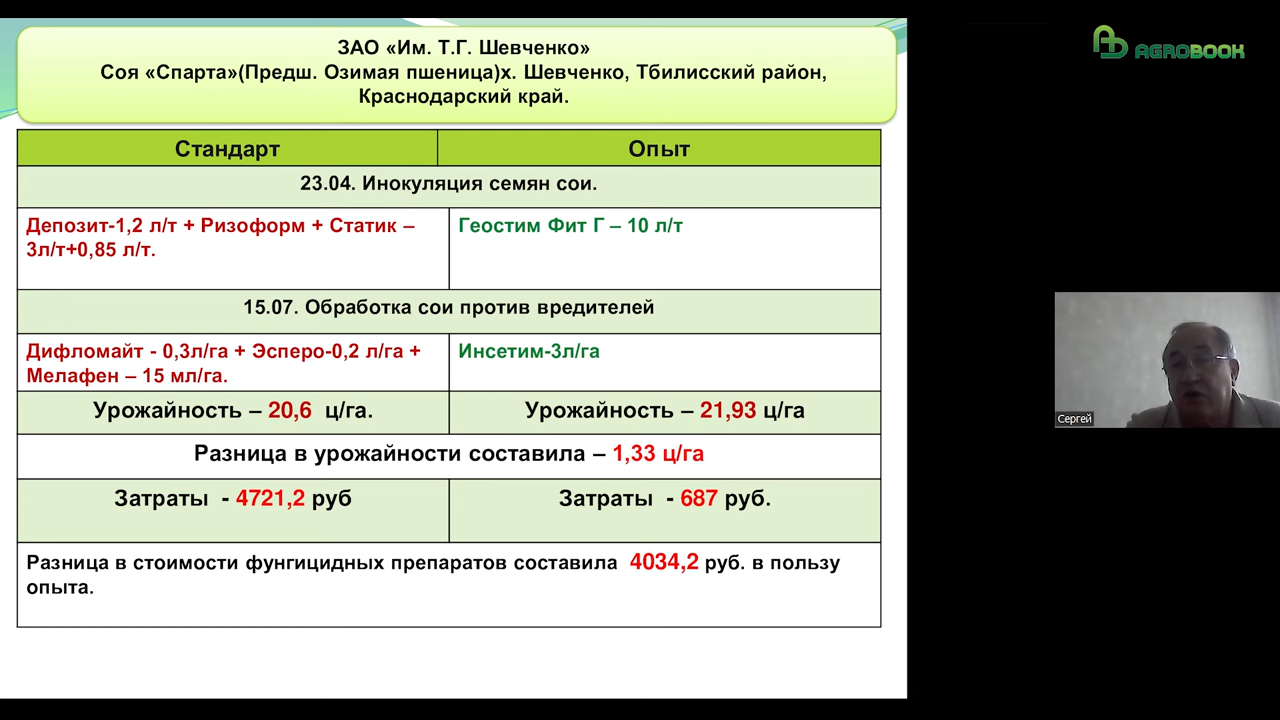 ЗАО «Им. Т.Г. Шевченко»
Соя «Спарта»(Предш. Озимая пшеница)х. Шевченко, Тбилисский район,
Краснодарский край.
AGROBOOK
Стандарт
Опыт
23.04. Инокуляция семян сои.
Депозит-1,2 л/т + Ризоформ + Статик –
3л/т+0,85 л/т.
Геостим Фит Г – 10 л/т
15.07. Обработка сои против вредителей
Дифломайт - 0,3л/га + Эсперо-0,2 л/га +
Мелафен – 15 мл/га.
Инсетим-3л/га
Урожайность – 20,6 ц/га.
Урожайность – 21,93 ц/га
Разница в урожайности составила – 1,33 ц/га
Затраты - 4721,2 руб
Затраты - 687 руб.
Разница в стоимости фунгицидных препаратов составила 4034,2 руб. в пользу
опыта.
Сергей